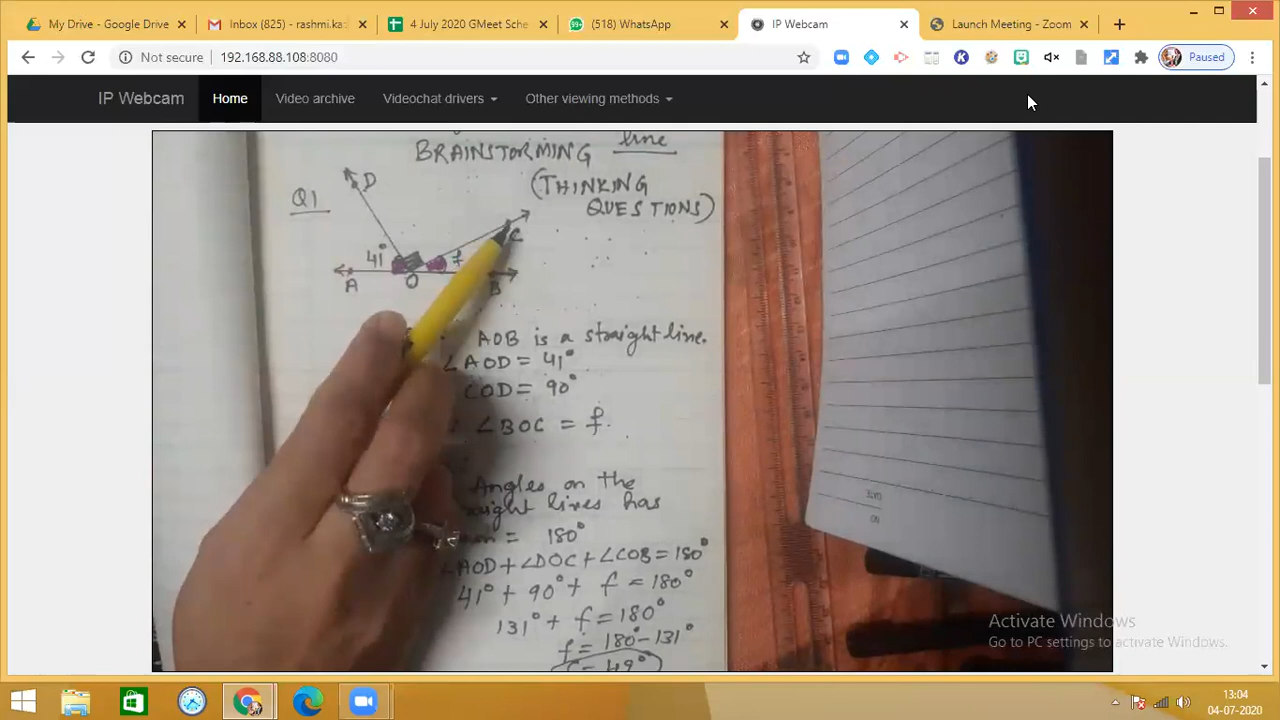 My Drive - Google Drive
Inbox (825) - rashmi.ka
4 July 2020 GMeet Sche
(518) WhatsApp
IP Webcam
Launch Meeting - Zoom
Not secure
192.168.88.108:8080
Paused
IP Webcam
Home
Video archive
Videochat drivers
Other viewing methods
line
BRAINSTORMING
(THINKING
QUESTIONS)
Q1
D
C
41°
f
A
O
B
AOB is a straight line.
∠AOD = 41°
COD = 90°
∠BOC = f.
Angles on the
lines has
= 180°
∠AOD + ∠DOC + ∠COB = 180°
41° + 90° + f = 180°
131° + f = 180°
f = 180° - 131°
f = 49°
DATE
NO
Activate Windows
Go to PC settings to activate Windows.
13:04
04-07-2020